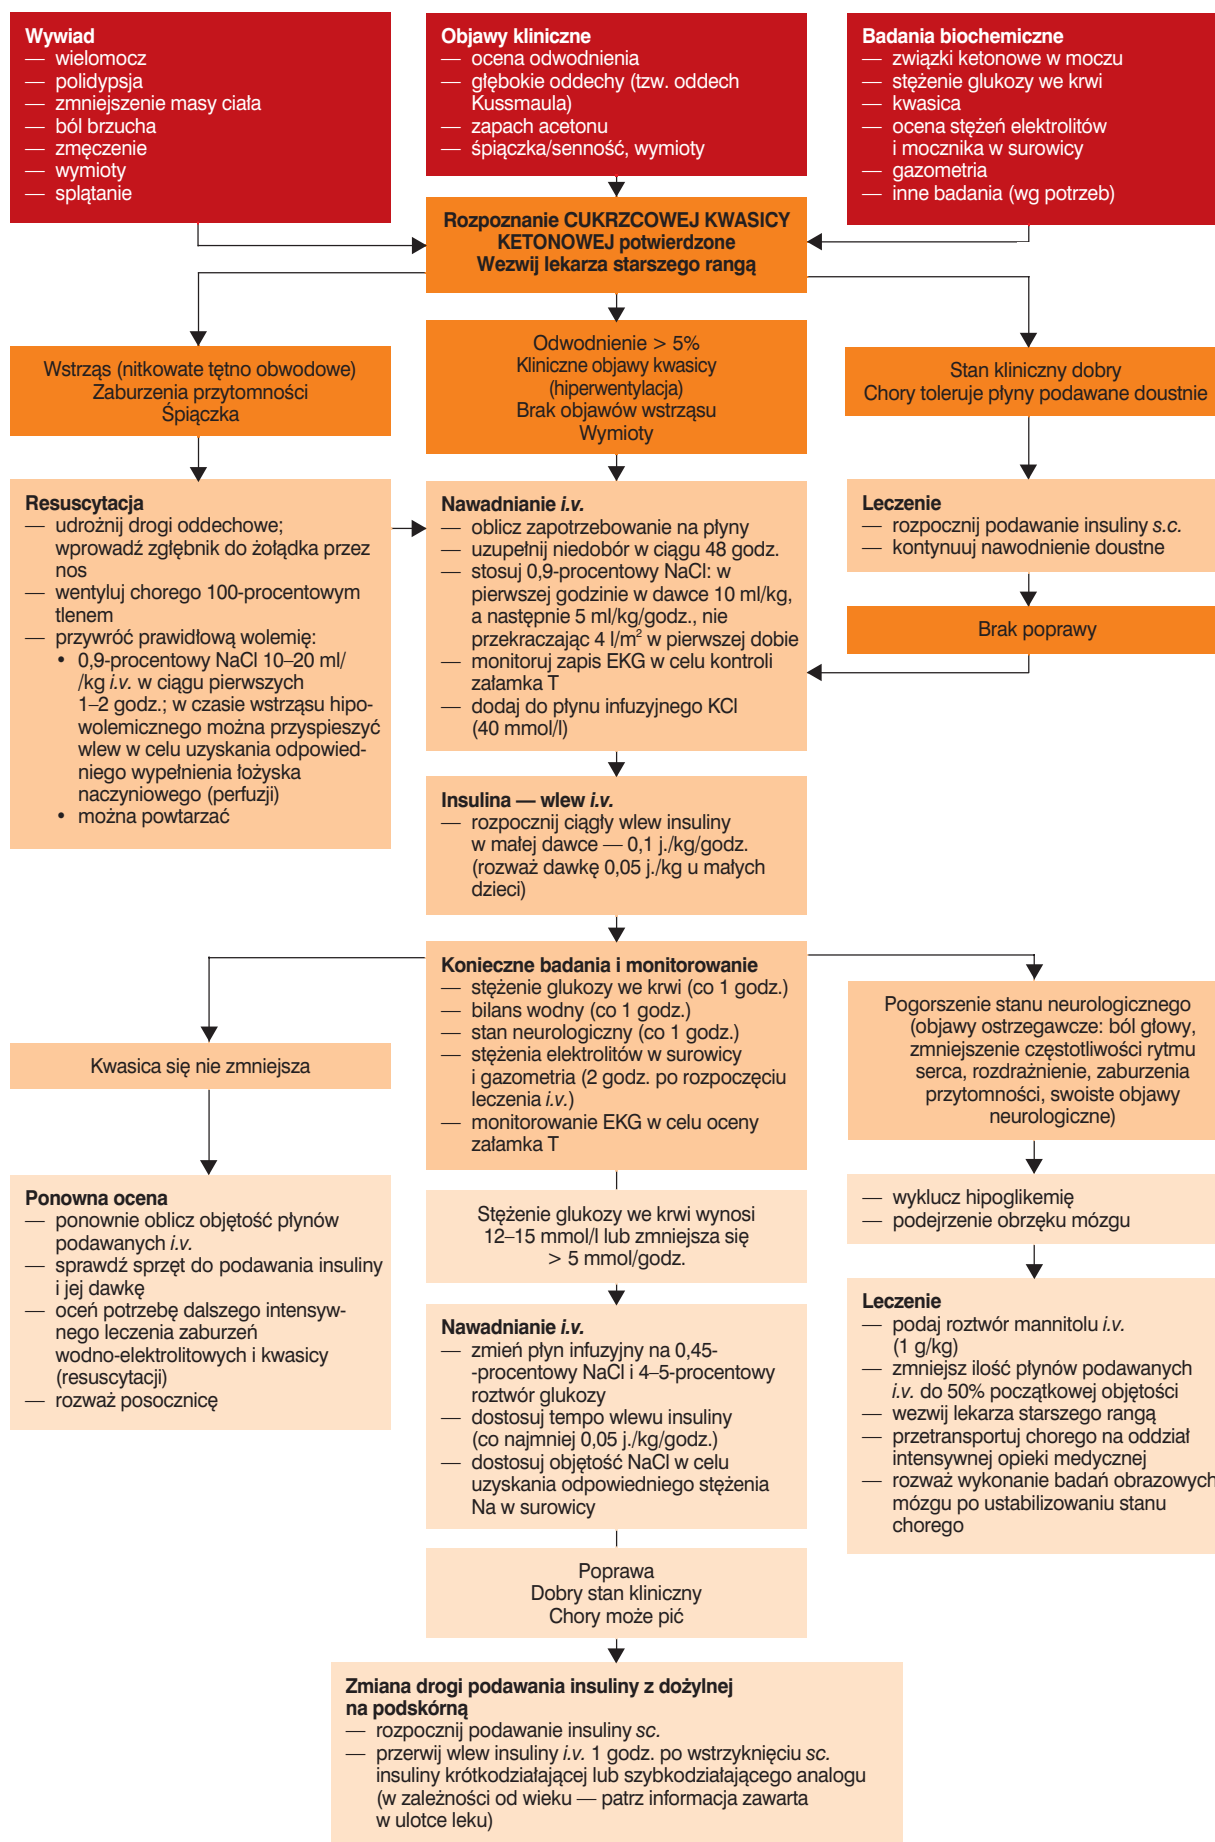 Wywiad
— wielomocz
— polidypsja
— zmniejszenie masy ciała
— ból brzucha
— zmęczenie
— wymioty
— splątanie
Objawy kliniczne
— ocena odwodnienia
— głębokie oddechy (tzw. oddech
Kussmaula)
— zapach acetonu
— śpiączka/senność, wymioty
Badania biochemiczne
— związki ketonowe w moczu
— stężenie glukozy we krwi
— kwasica
— ocena stężeń elektrolitów
i mocznika w surowicy
— gazometria
— inne badania (wg potrzeb)
Rozpoznanie CUKRZCOWEJ KWASICY
KETONOWEJ potwierdzone
Wezwij lekarza starszego rangą
Wstrząs (nitkowate tętno obwodowe)
Zaburzenia przytomności
Śpiączka
Odwodnienie > 5%
Kliniczne objawy kwasicy
(hiperwentylacja)
Brak objawów wstrząsu
Wymioty
Stan kliniczny dobry
Chory toleruje płyny podawane doustnie
Resuscytacja
— udrożnij drogi oddechowe;
wprowadź zgłębnik do żołądka przez
nos
— wentyluj chorego 100-procentowym
tlenem
— przywróć prawidłową wolemię:
• 0,9-procentowy NaCl 10–20 ml/
/kg i.v. w ciągu pierwszych
1–2 godz.; w czasie wstrząsu hipo-
wolemicznego można przyspieszyć
wlew w celu uzyskania odpowied-
niego wypełnienia łożyska
naczyniowego (perfuzji)
• można powtarzać
Nawadnianie i.v.
— oblicz zapotrzebowanie na płyny
— uzupełnij niedobór w ciągu 48 godz.
— stosuj 0,9-procentowy NaCl: w
pierwszej godzinie w dawce 10 ml/kg,
a następnie 5 ml/kg/godz., nie
przekraczając 4 l/m² w pierwszej dobie
— monitoruj zapis EKG w celu kontroli
załamka T
— dodaj do płynu infuzyjnego KCl
(40 mmol/l)
Leczenie
— rozpocznij podawanie insuliny s.c.
— kontynuuj nawodnienie doustne
Brak poprawy
Insulina — wlew i.v.
— rozpocznij ciągły wlew insuliny
w małej dawce — 0,1 j./kg/godz.
(rozważ dawkę 0,05 j./kg u małych
dzieci)
Konieczne badania i monitorowanie
— stężenie glukozy we krwi (co 1 godz.)
— bilans wodny (co 1 godz.)
— stan neurologiczny (co 1 godz.)
— stężenia elektrolitów w surowicy
i gazometria (2 godz. po rozpoczęciu
leczenia i.v.)
— monitorowanie EKG w celu oceny
załamka T
Kwasica się nie zmniejsza
Pogorszenie stanu neurologicznego
(objawy ostrzegawcze: ból głowy,
zmniejszenie częstotliwości rytmu
serca, rozdrażnienie, zaburzenia
przytomności, swoiste objawy
neurologiczne)
Ponowna ocena
— ponownie oblicz objętość płynów
podawanych i.v.
— sprawdź sprzęt do podawania insuliny
i jej dawkę
— oceń potrzebę dalszego intensyw-
nego leczenia zaburzeń
wodno-elektrolitowych i kwasicy
(resuscytacji)
— rozważ posocznicę
Stężenie glukozy we krwi wynosi
12–15 mmol/l lub zmniejsza się
> 5 mmol/godz.
— wyklucz hipoglikemię
— podejrzenie obrzęku mózgu
Nawadnianie i.v.
— zmień płyn infuzyjny na 0,45-
-procentowy NaCl i 4–5-procentowy
roztwór glukozy
— dostosuj tempo wlewu insuliny
(co najmniej 0,05 j./kg/godz.)
— dostosuj objętość NaCl w celu
uzyskania odpowiedniego stężenia
Na w surowicy
Leczenie
— podaj roztwór mannitolu i.v.
(1 g/kg)
— zmniejsz ilość płynów podawanych
i.v. do 50% początkowej objętości
— wezwij lekarza starszego rangą
— przetransportuj chorego na oddział
intensywnej opieki medycznej
— rozważ wykonanie badań obrazowych
mózgu po ustabilizowaniu stanu
chorego
Poprawa
Dobry stan kliniczny
Chory może pić
Zmiana drogi podawania insuliny z dożylnej
na podskórną
— rozpocznij podawanie insuliny sc.
— przerwij wlew insuliny i.v. 1 godz. po wstrzyknięciu sc.
insuliny krótkodziałającej lub szybkodziałającego analogu
(w zależności od wieku — patrz informacja zawarta
w ulotce leku)